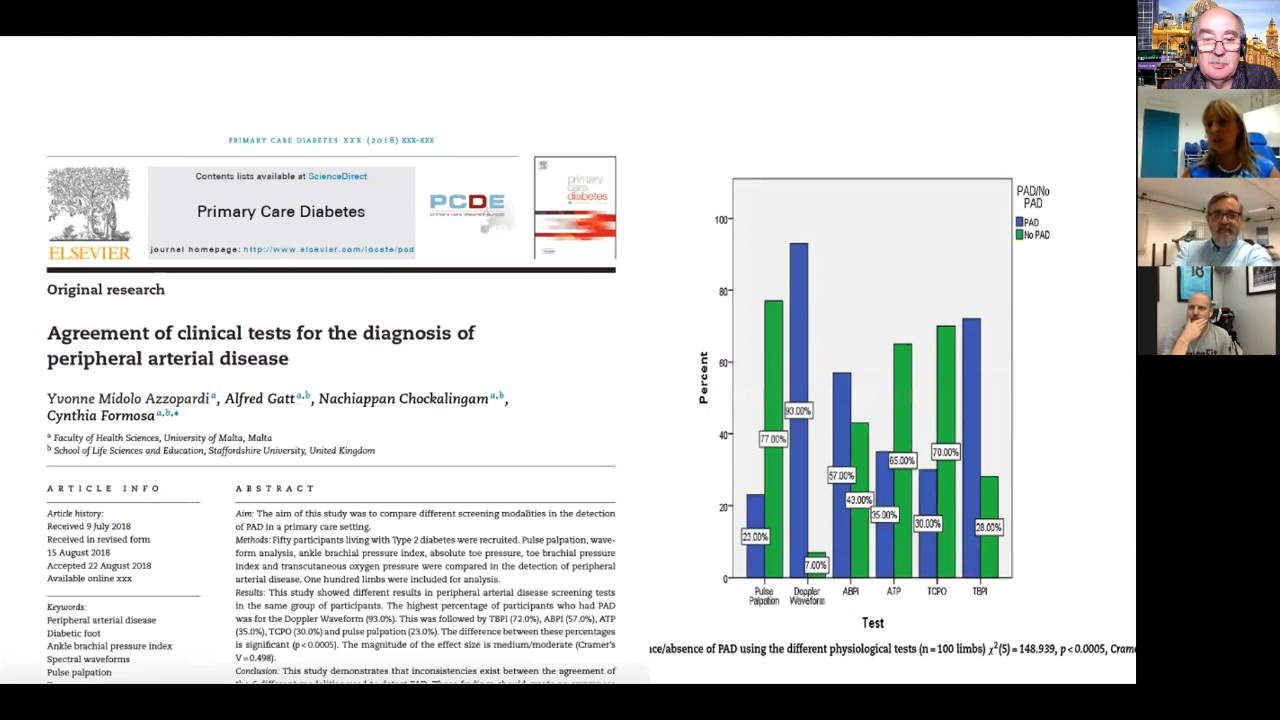 PRIMARY CARE DIABETES XXX (2018) XXX–XXX
Contents lists available at ScienceDirect
Primary Care Diabetes
journal homepage: http://www.elsevier.com/locate/pcd
ELSEVIER
PCDE
primary care diabetes europe
primary
care
diabetes
Original research
Agreement of clinical tests for the diagnosis of
peripheral arterial disease
Yvonne Midolo Azzopardi a, Alfred Gatt a,b, Nachiappan Chockalingam a,b,
Cynthia Formosa a,b,*
a Faculty of Health Sciences, University of Malta, Malta
b School of Life Sciences and Education, Staffordshire University, United Kingdom
ARTICLE INFO
Article history:
Received 9 July 2018
Received in revised form
15 August 2018
Accepted 22 August 2018
Available online xxx
Keywords:
Peripheral arterial disease
Diabetic foot
Ankle brachial pressure index
Spectral waveforms
Pulse palpation
ABSTRACT
Aim: The aim of this study was to compare different screening modalities in the detection
of PAD in a primary care setting.
Methods: Fifty participants living with Type 2 diabetes were recruited. Pulse palpation, wave-
form analysis, ankle brachial pressure index, absolute toe pressure, toe brachial pressure
index and transcutaneous oxygen pressure were compared in the detection of peripheral
arterial disease. One hundred limbs were included for analysis.
Results: This study showed different results in peripheral arterial disease screening tests
in the same group of participants. The highest percentage of participants who had PAD
was for the Doppler Waveform (93.0%). This was followed by TBPI (72.0%), ABPI (57.0%), ATP
(35.0%), TCPO (30.0%) and pulse palpation (23.0%). The difference between these percentages
is significant (p < 0.0005). The magnitude of the effect size is medium/moderate (Cramer's
V = 0.498).
Conclusion: This study demonstrates that inconsistencies exist between the agreement of
PAD/No
PAD
PAD
No PAD
Percent
100
80
60
40
20
0
23.00%
77.00%
93.00%
7.00%
57.00%
43.00%
35.00%
65.00%
30.00%
70.00%
28.00%
Pulse Palpation
Doppler Waveform
ABPI
ATP
TCPO
TBPI
Test
ce/absence of PAD using the different physiological tests (n = 100 limbs) χ2(5) = 148.939, p < 0.0005, Cram
18